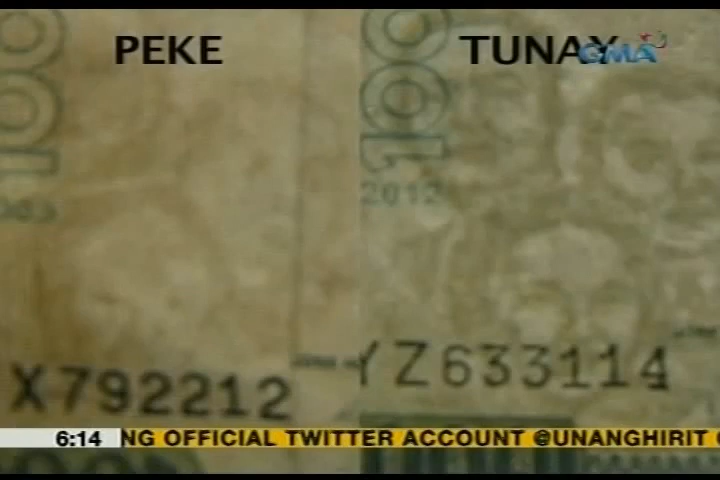 PEKE
TUNAY
GMA
100
100
2012
X792212
YZ633114
6:14 NG OFFICIAL TWITTER ACCOUNT @UNANGHIRIT